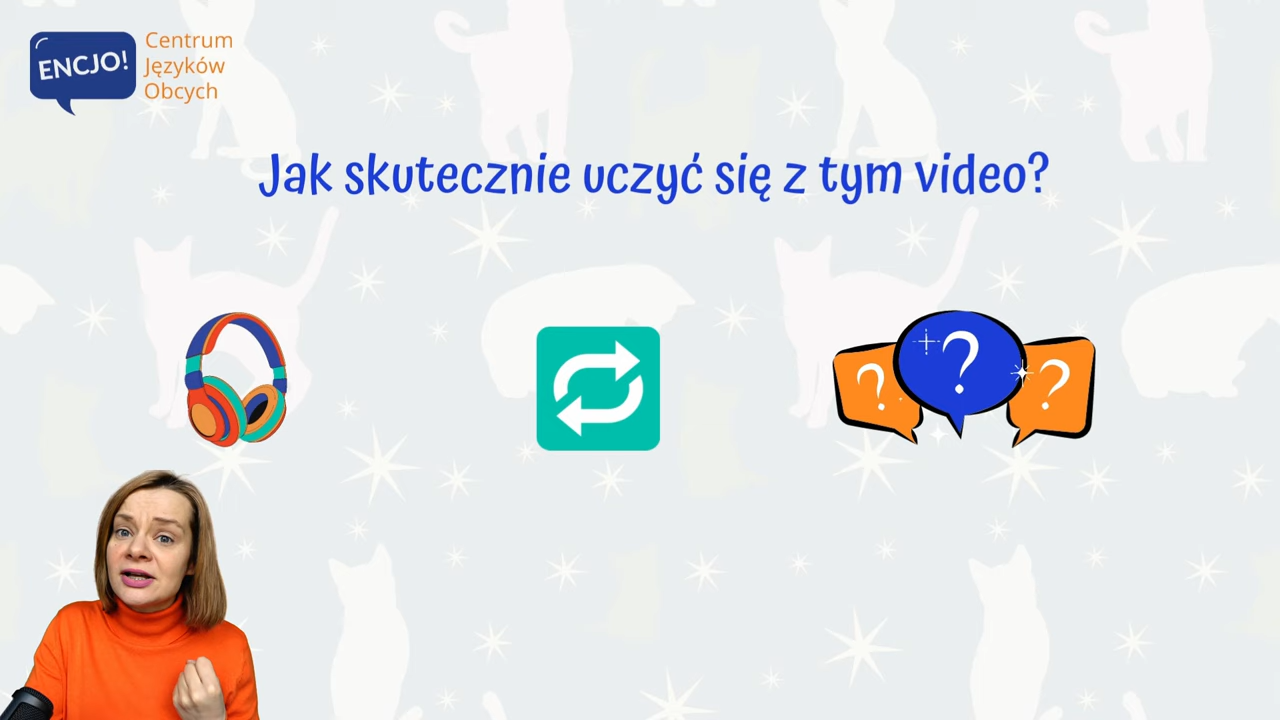 ENCJO!
Centrum
Języków
Obcych
Jak skutecznie uczyć się z tym video?
? ? ?